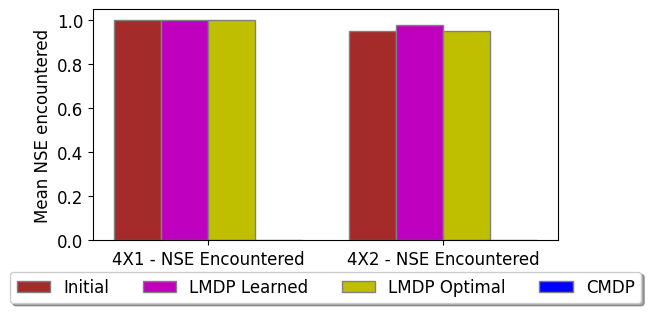 Mean NSE encountered
1.0
0.8
0.6
0.4
0.2
0.0
4X1 - NSE Encountered 4X2 - NSE Encountered
Initial LMDP Learned LMDP Optimal CMDP